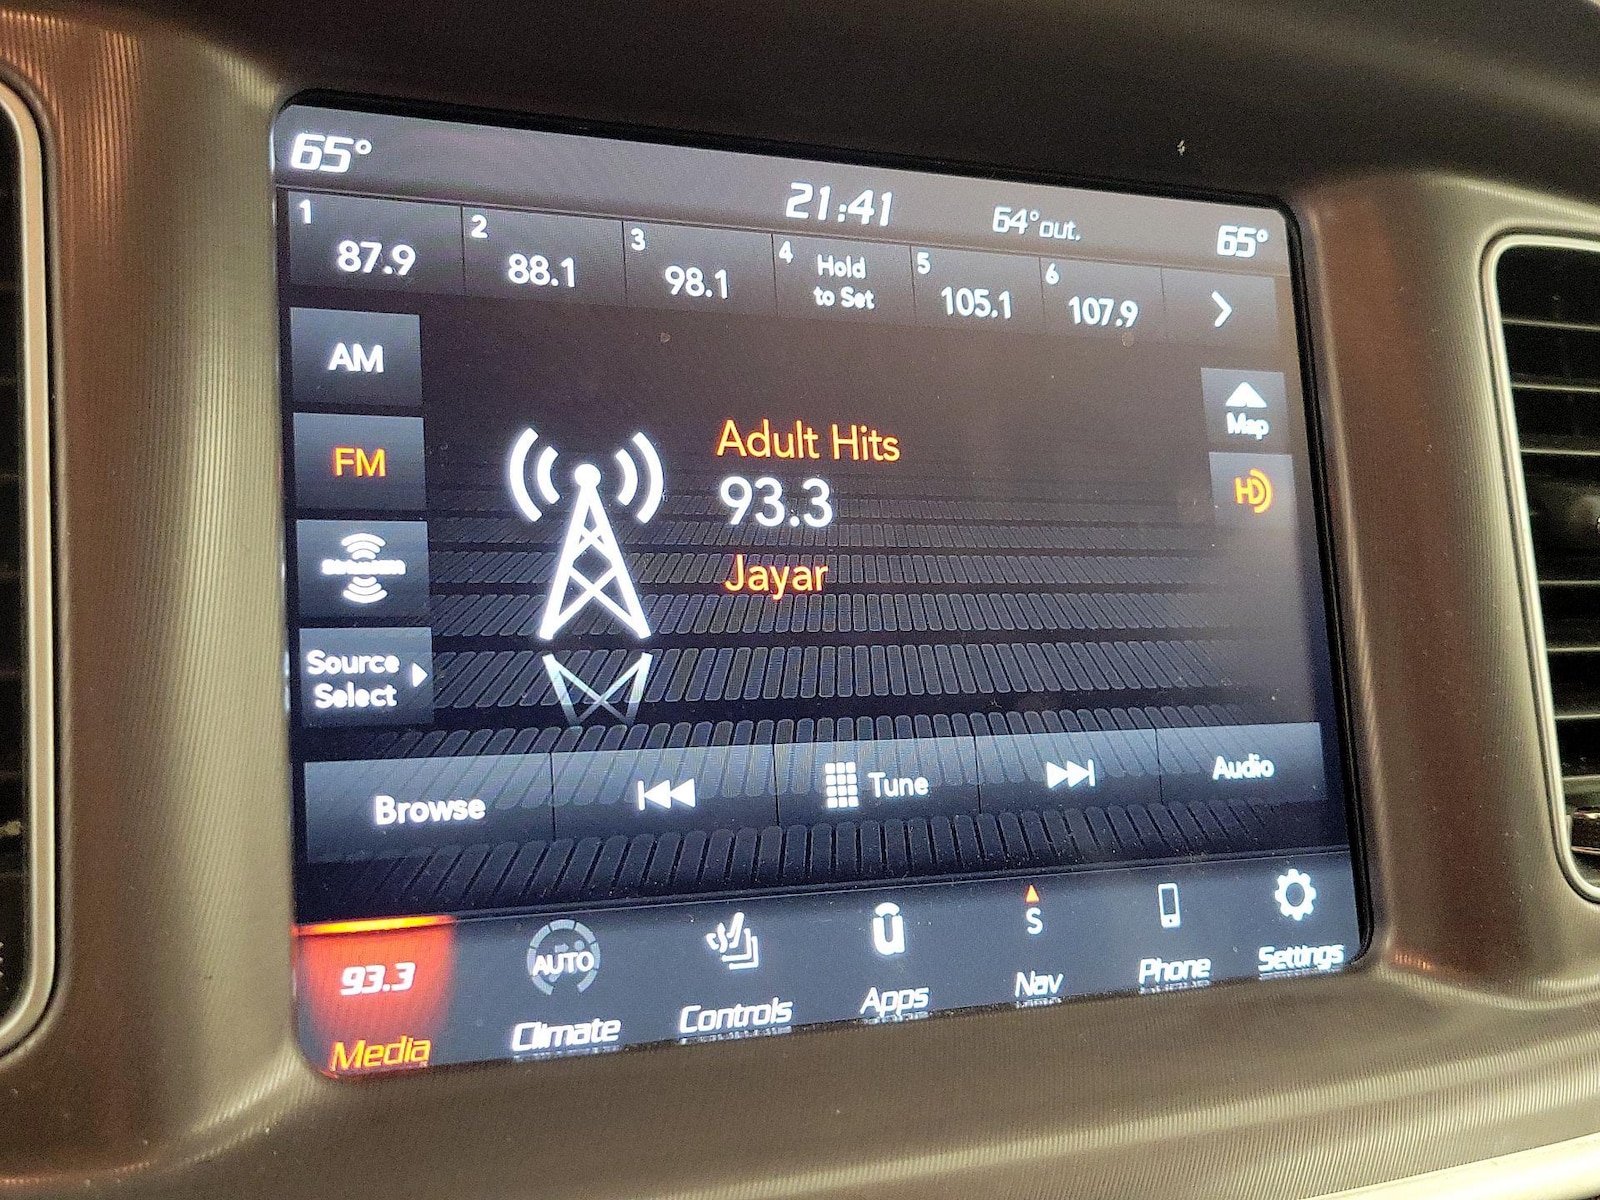 65°
21:41
64° out.
65°
1
87.9
2
88.1
3
98.1
4
Hold
to Set
5
105.1
6
107.9
AM
FM
Source
Select
Adult Hits
93.3
Jayar
Map
HD
Browse
Tune
Audio
93.3
Media
AUTO
Climate
Controls
u
Apps
S
Nav
Phone
Settings